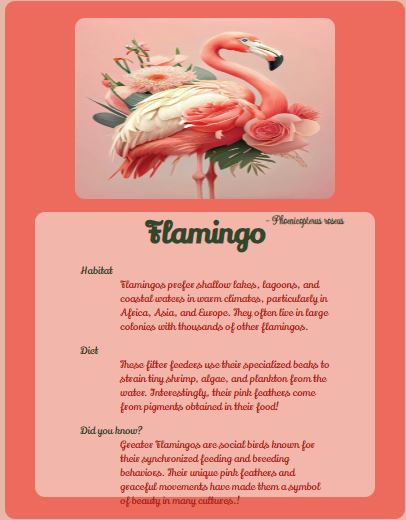 Flamingo - Phoenicopterus roseus
Habitat
Flamingos prefer shallow lakes, lagoons, and
coastal waters in warm climates, particularly in
Africa, Asia, and Europe. They often live in large
colonies with thousands of other flamingos.
Diet
These filter feeders use their specialized beaks to
strain tiny shrimp, algae, and plankton from the
water. Interestingly, their pink feathers come
from pigments obtained in their food!
Did you know?
Greater Flamingos are social birds known for
their synchronized feeding and breeding
behaviors. Their unique pink feathers and
graceful movements have made them a symbol
of beauty in many cultures.!